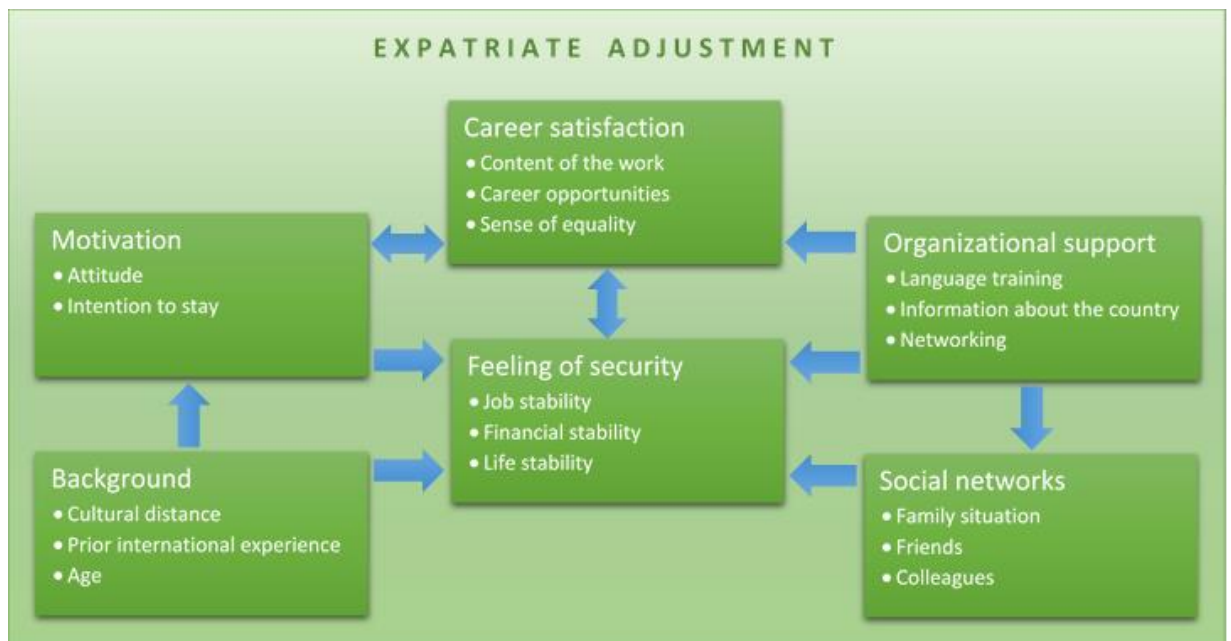 EXPATRIATE ADJUSTMENT
Career satisfaction
• Content of the work
• Career opportunities
• Sense of equality
Motivation
• Attitude
• Intention to stay
Organizational support
• Language training
• Information about the country
• Networking
Feeling of security
• Job stability
• Financial stability
• Life stability
Background
• Cultural distance
• Prior international experience
• Age
Social networks
• Family situation
• Friends
• Colleagues